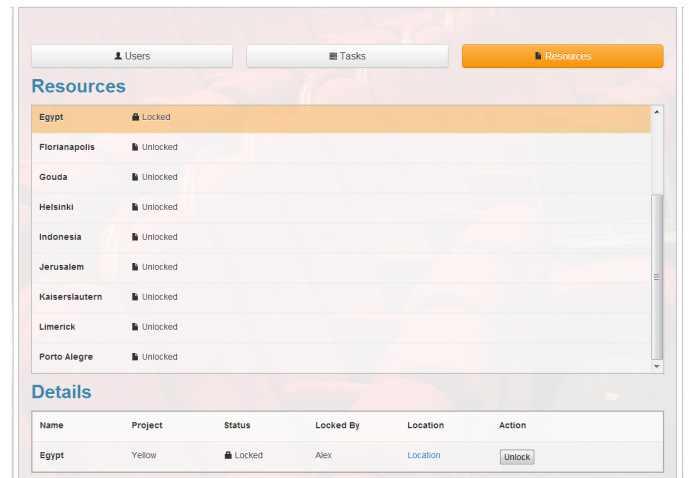 Users Tasks Resources
Resources
Egypt Locked
Florianapolis Unlocked
Gouda Unlocked
Helsinki Unlocked
Indonesia Unlocked
Jerusalem Unlocked
Kaiserslautern Unlocked
Limerick Unlocked
Porto Alegre Unlocked
Details
Name Project Status Locked By Location Action
Egypt Yellow Locked Alex Location Unlock